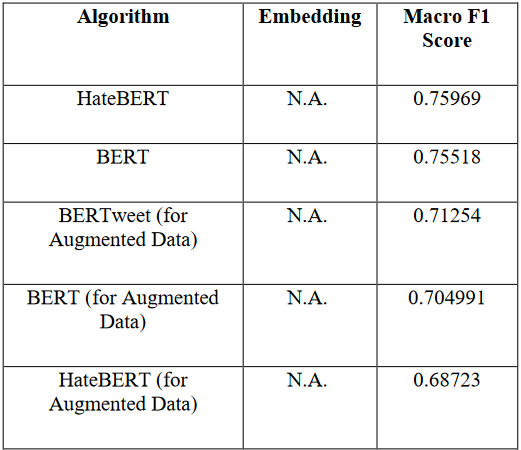 Algorithm Embedding Macro F1
Score
HateBERT N.A. 0.75969
BERT N.A. 0.75518
BERTweet (for N.A. 0.71254
Augmented Data)
BERT (for Augmented N.A. 0.704991
Data)
HateBERT (for N.A. 0.68723
Augmented Data)